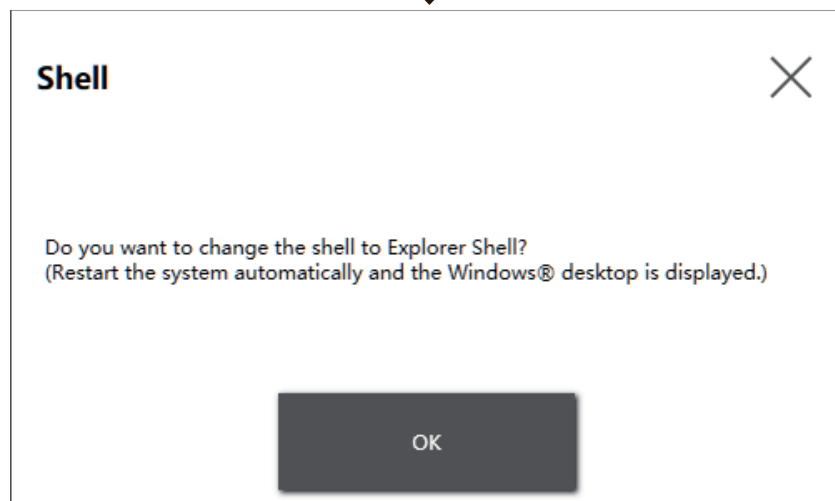 Shell
Do you want to change the shell to Explorer Shell?
(Restart the system automatically and the Windows® desktop is displayed.)
OK